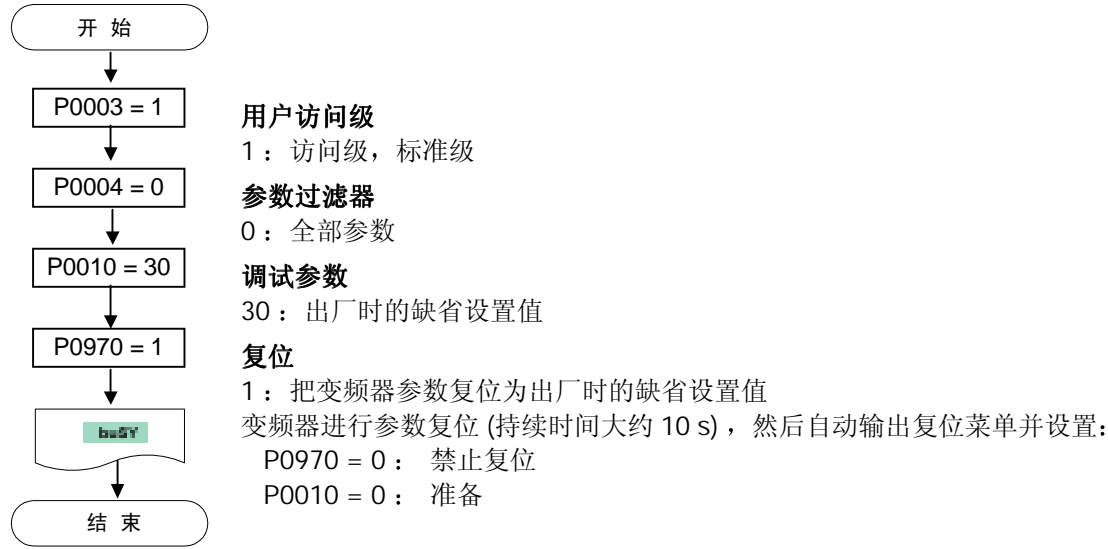 开 始
P0003 = 1
用户访问级
1：访问级，标准级
P0004 = 0
参数过滤器
0：全部参数
P0010 = 30
调试参数
30：出厂时的缺省设置值
P0970 = 1
复位
1：把变频器参数复位为出厂时的缺省设置值
busy
变频器进行参数复位 (持续时间大约 10 s)，然后自动输出复位菜单并设置：
P0970 = 0： 禁止复位
P0010 = 0： 准备
结 束